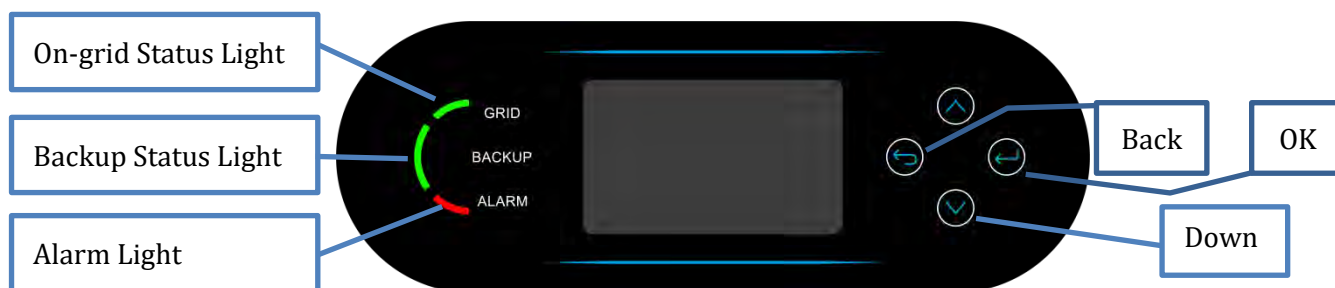 On-grid Status Light
Backup Status Light
Alarm Light
GRID
BACKUP
ALARM
Back
OK
Down